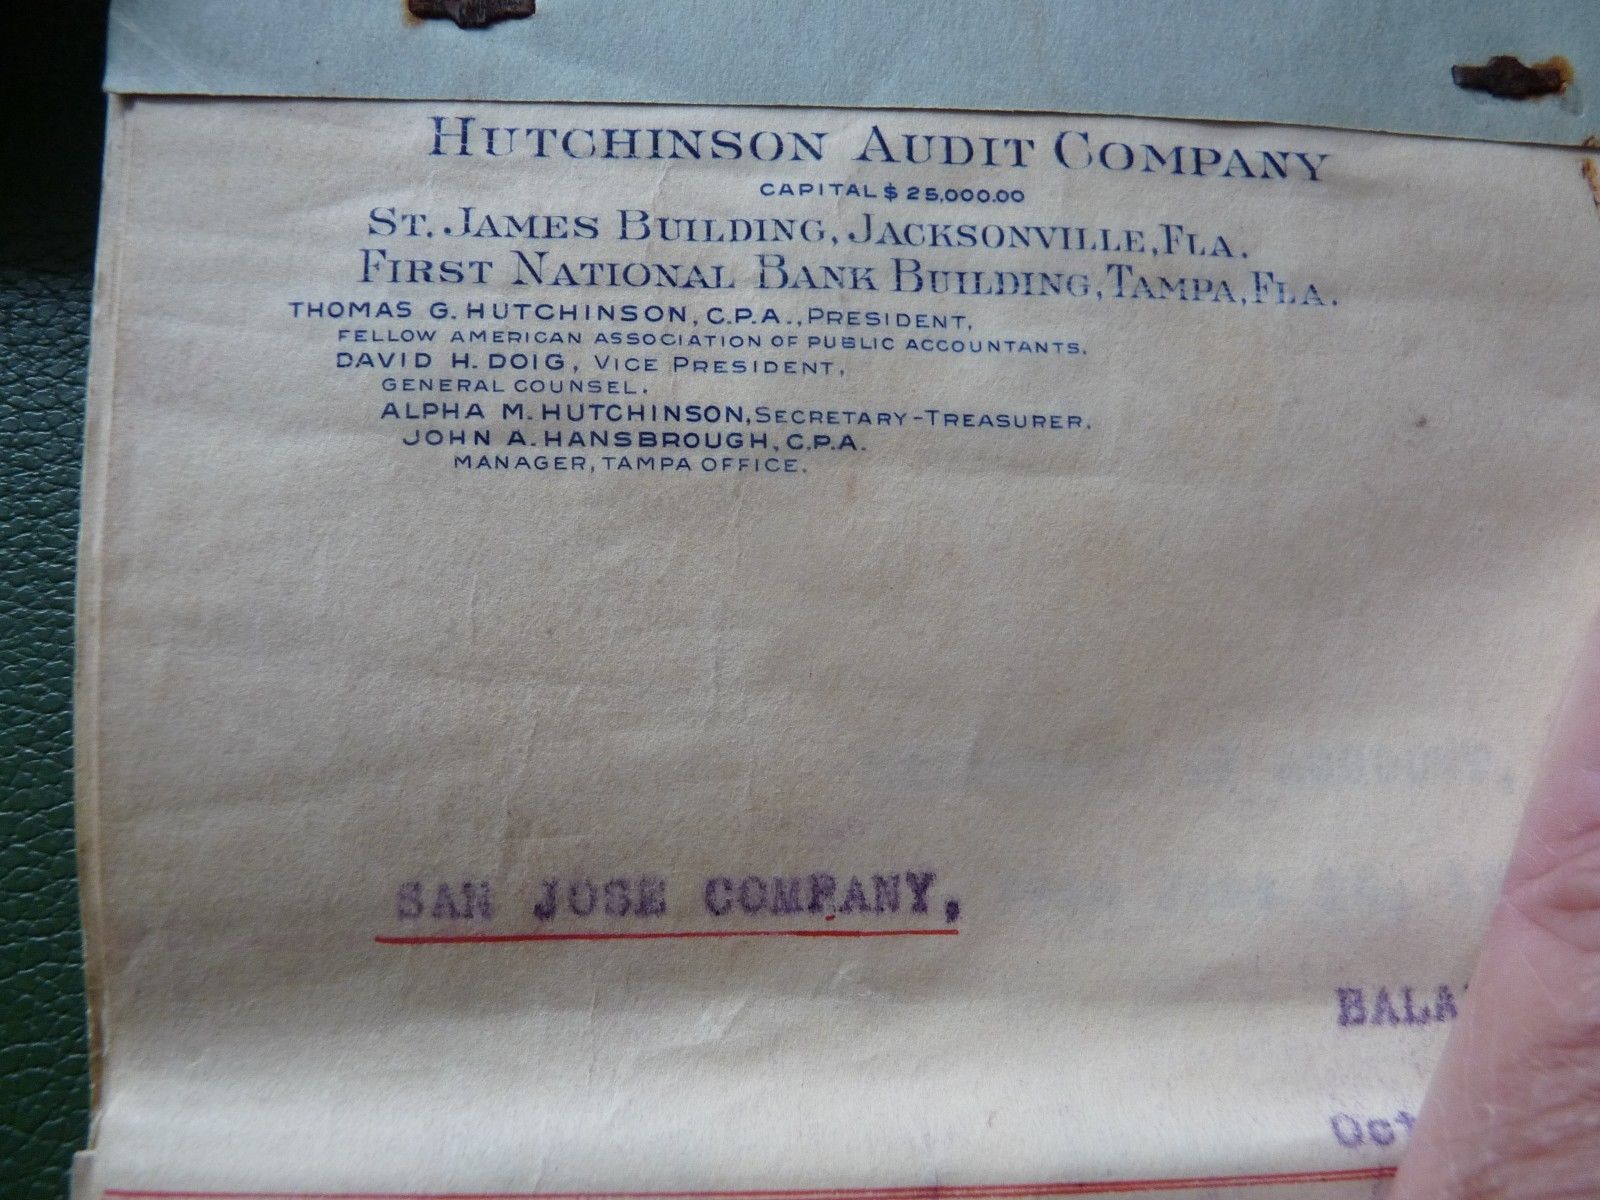 HUTCHINSON AUDIT COMPANY
CAPITAL $ 25,000.00
ST. JAMES BUILDING, JACKSONVILLE, FLA.
FIRST NATIONAL BANK BUILDING, TAMPA, FLA.
THOMAS G. HUTCHINSON, C.P.A., PRESIDENT,
FELLOW AMERICAN ASSOCIATION OF PUBLIC ACCOUNTANTS.
DAVID H. DOIG, VICE PRESIDENT,
GENERAL COUNSEL.
ALPHA M. HUTCHINSON, SECRETARY-TREASURER.
JOHN A. HANSBROUGH, C.P.A.
MANAGER, TAMPA OFFICE.
SAN JOSE COMPANY,
BALA
Oct